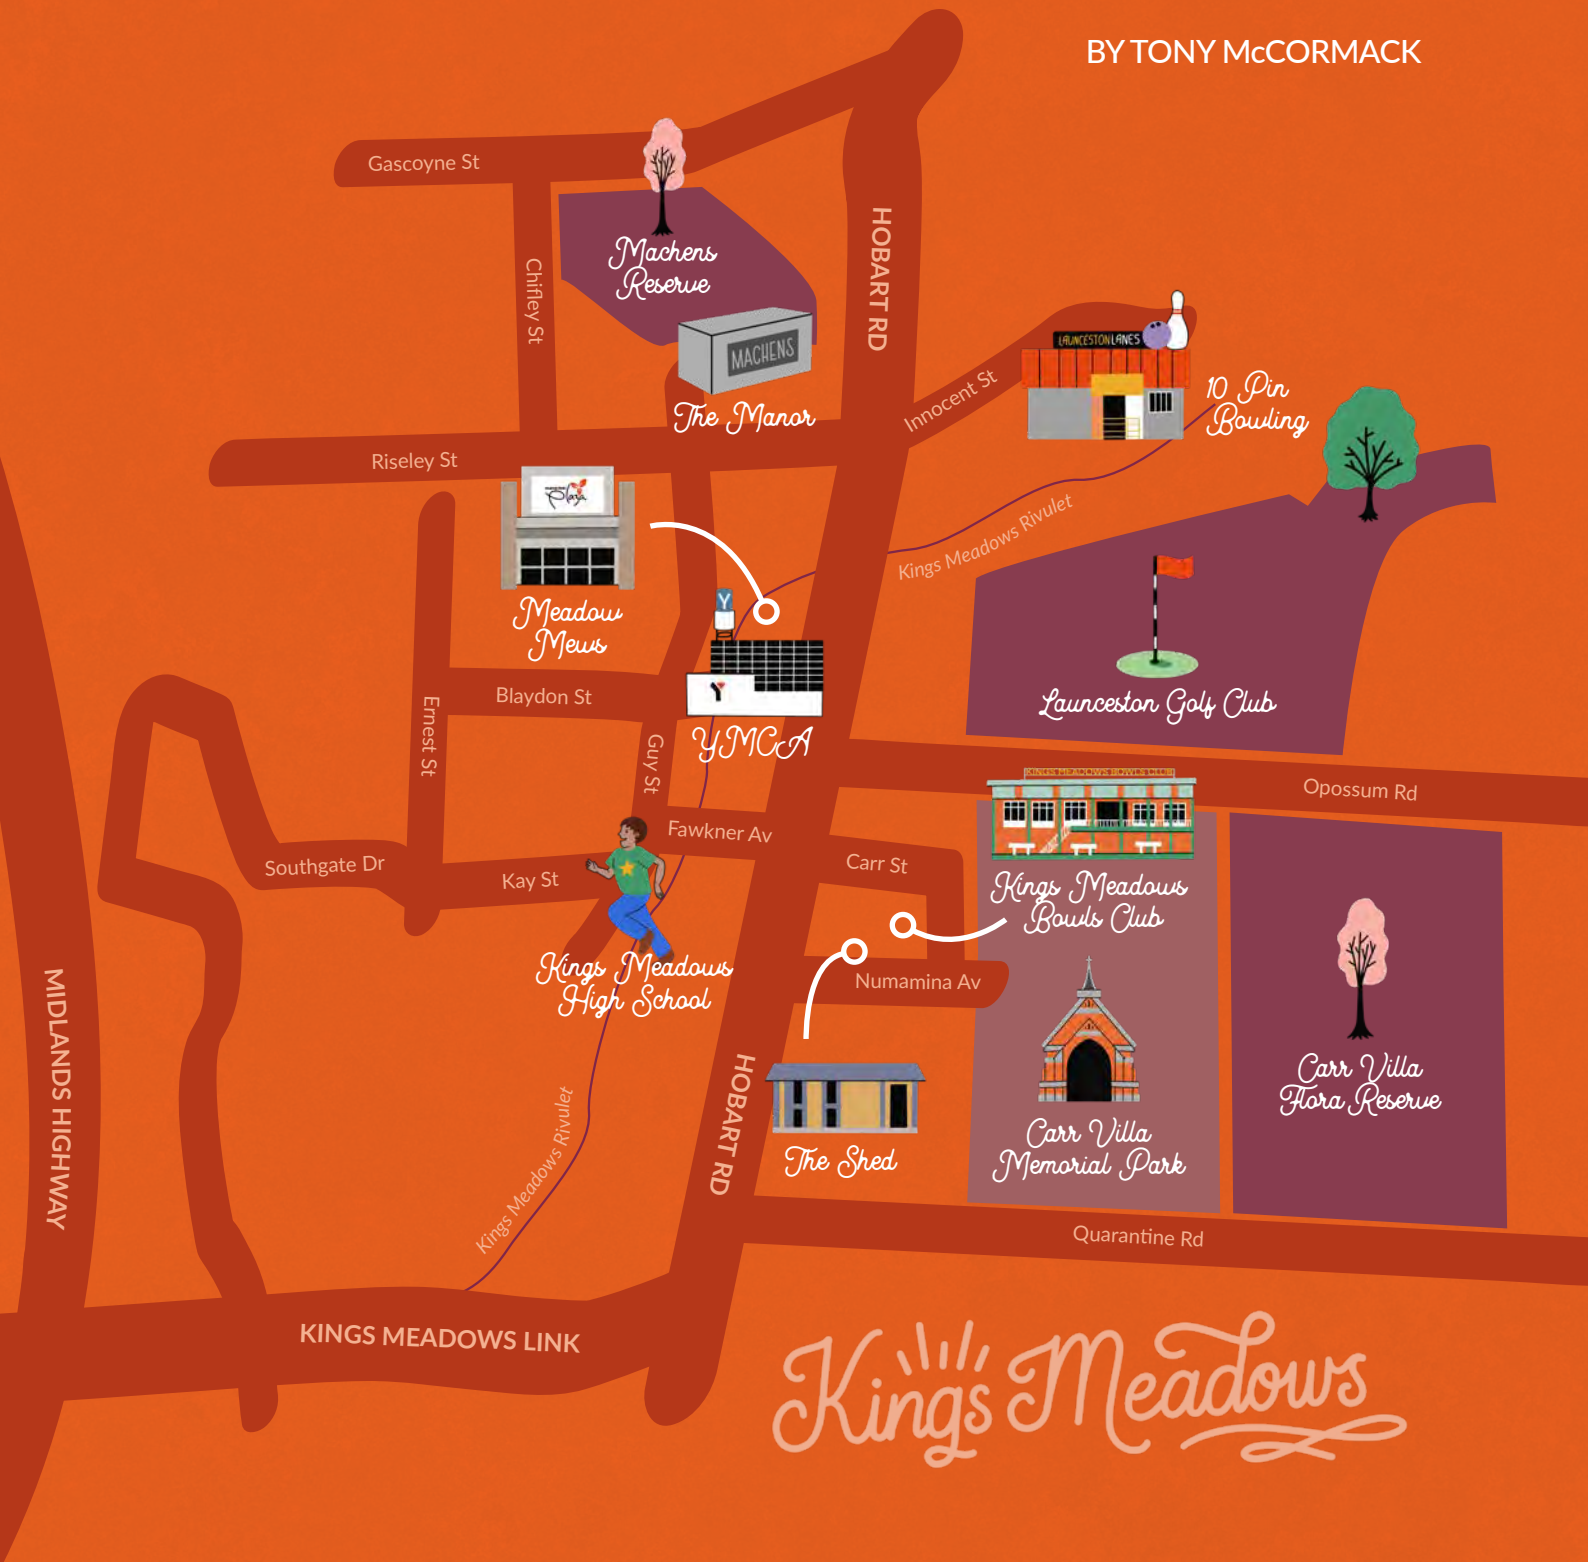 BY TONY McCORMACK
Gascoyne St
Machens
Reserve
HOBART RD
Chifley St
MACHENS
The Manor
LAUNCESTON LANES
10 Pin
Bowling
Innocent St
Riseley St
Plaza
Meadow
Mews
Kings Meadows Rivulet
Y
Launceston Golf Club
Ernest St
Blaydon St
YMCA
Guy St
KINGS MEADOWS BOWLS CLUB
Opossum Rd
Fawkner Av
Carr St
Southgate Dr
Kay St
Kings Meadows
Bowls Club
Kings Meadows
High School
Numamina Av
MIDLANDS HIGHWAY
HOBART RD
Carr Villa
Flora Reserve
Kings Meadows Rivulet
The Shed
Carr Villa
Memorial Park
Quarantine Rd
KINGS MEADOWS LINK
Kings Meadows